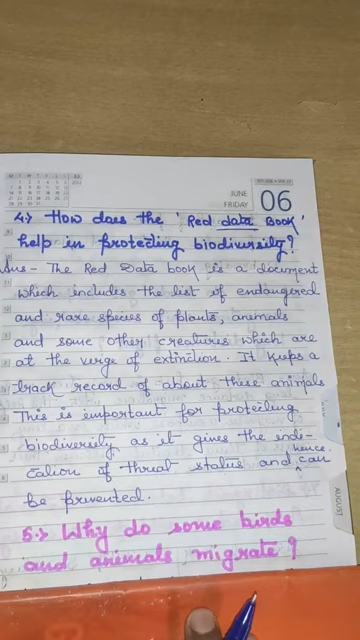 JUNE
FRIDAY
06
4.) How does the 'Red data Book'
help in protecting biodiversity?
Ans - The Red Data book is a document
which includes the list of endangered
and rare species of plants, animals
and some other creatures which are
at the verge of extinction. It keeps a
track record of about these animals
This is important for protecting
biodiversity as it gives the indi-
cation of threat status and hence can
be prevented.
5.) Why do some birds
and animals migrate?
AUGUST